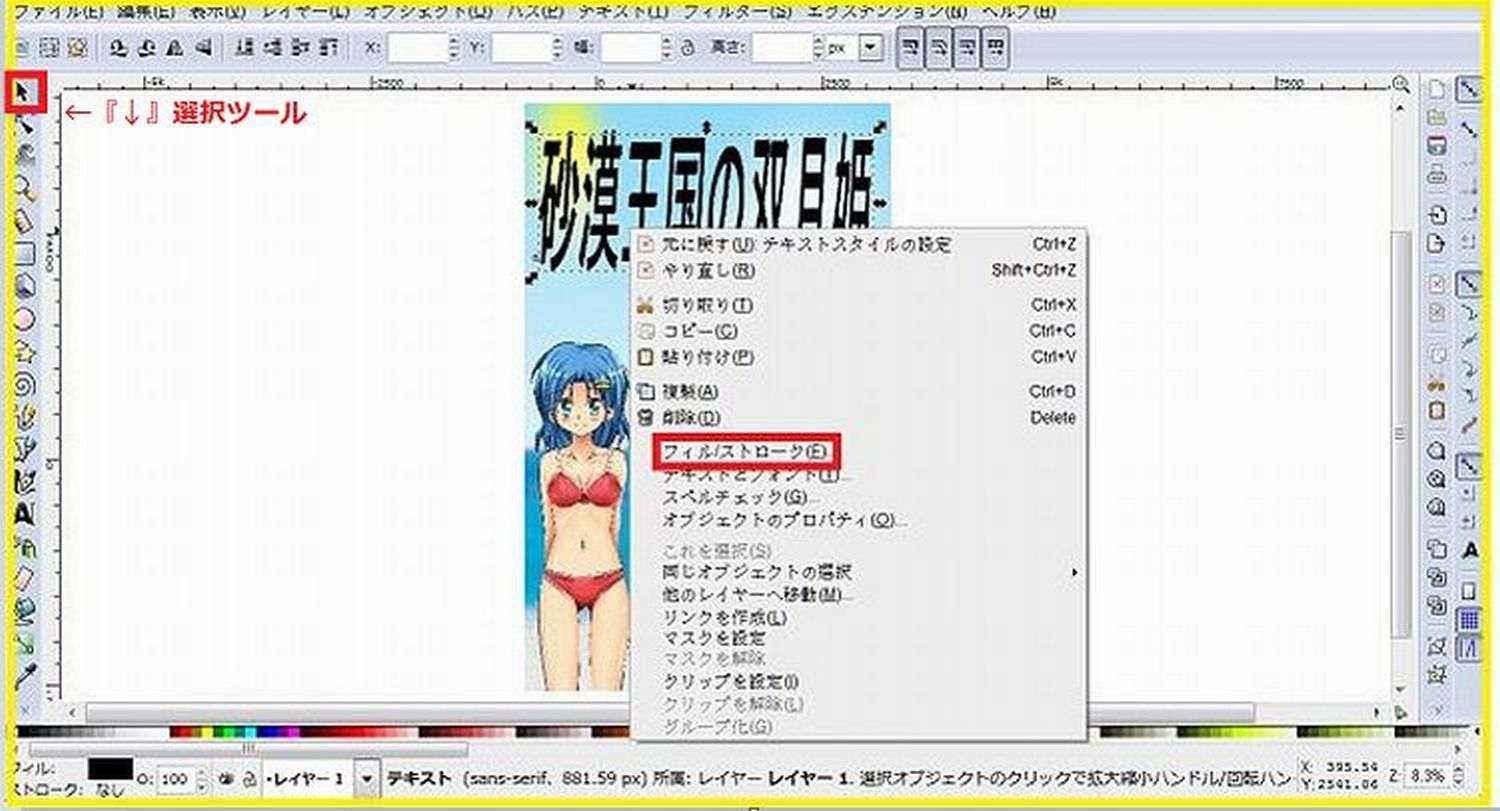 ファイル(F) 編集(E) 表示(V) レイヤー(L) オブジェクト(O) パス(P) テキスト(T) フィルター(S) エクステンション(N) ヘルプ(H)
X: Y: 幅: 高さ: px
-5k -2500 0 2500 5k 7500
←『↓』選択ツール
砂漠王国の双月姫
元に戻す(U): テキストスタイルの設定 Ctrl+Z
やり直し(R) Shift+Ctrl+Z
切り取り(T) Ctrl+X
コピー(C) Ctrl+C
貼り付け(P) Ctrl+V
複製(A) Ctrl+D
削除(D) Delete
フィル/ストローク(F)
テキストとフォント(T)...
スペルチェック(G)...
オブジェクトのプロパティ(O)...
これを選択(S)
同じオブジェクトの選択
他のレイヤーへ移動(M)...
リンクを作成(L)
マスクを設定
マスクを解除
クリップを設定(I)
クリップを解除(L)
グループ化(G)
フィル:
ストローク: なし
O: 100
レイヤー 1
テキスト (sans-serif、881.59 px) 所属: レイヤー レイヤー 1. 選択オブジェクトのクリックで拡大縮小ハンドル/回転ハン
X: 395.54
Y: 2541.06
Z: 8.3%